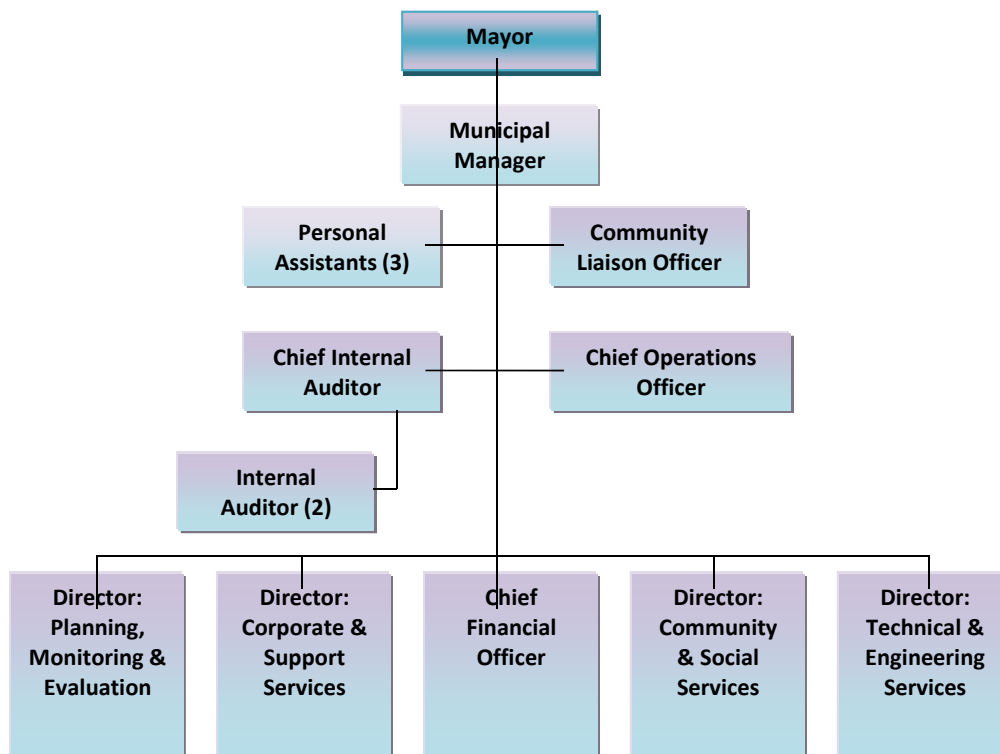 Mayor
Municipal
Manager
Personal
Assistants (3)
Community
Liaison Officer
Chief Internal
Auditor
Chief Operations
Officer
Internal
Auditor (2)
Director:
Planning,
Monitoring &
Evaluation
Director:
Corporate &
Support
Services
Chief
Financial
Officer
Director:
Community
& Social
Services
Director:
Technical &
Engineering
Services